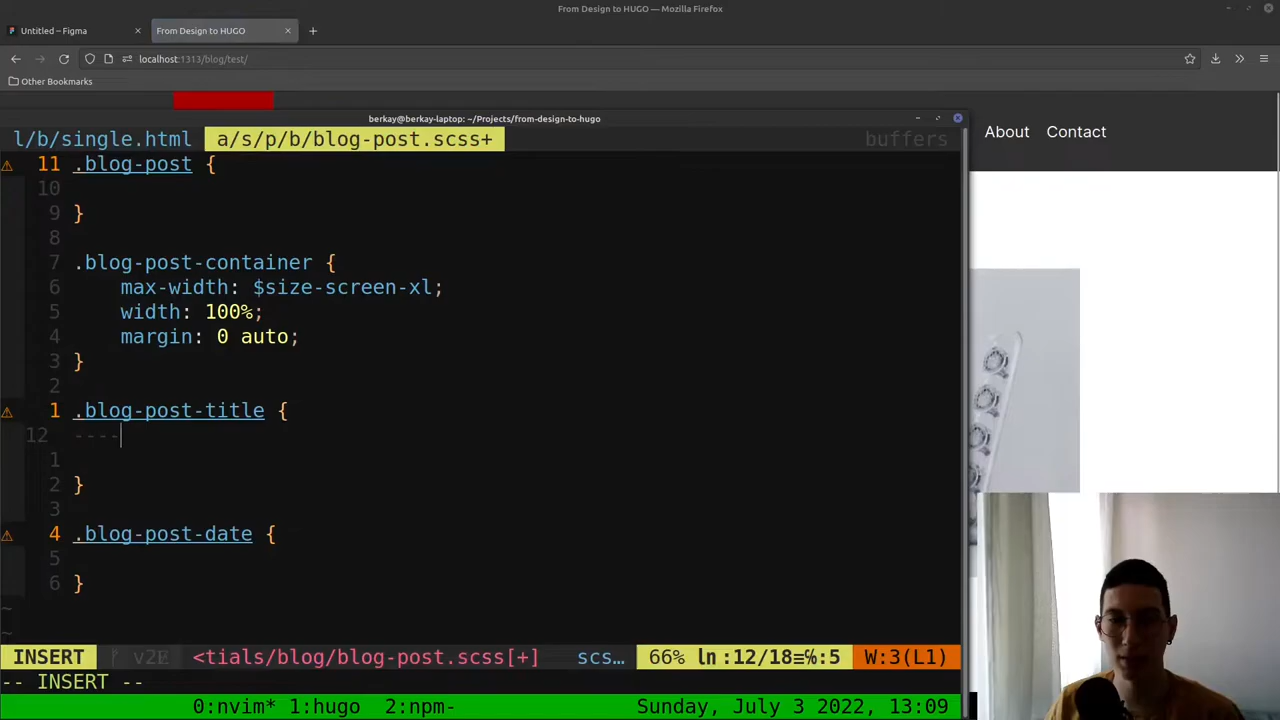 From Design to HUGO — Mozilla Firefox
Untitled – Figma
From Design to HUGO
localhost:1313/blog/test/
Other Bookmarks
berkay@berkay-laptop: ~/Projects/from-design-to-hugo
l/b/single.html a/s/p/b/blog-post.scss+ buffers
About Contact
11 .blog-post {
10
9 }
8
7 .blog-post-container {
6 max-width: $size-screen-xl;
5 width: 100%;
4 margin: 0 auto;
3 }
2
1 .blog-post-title {
12 ----
1
2 }
3
4 .blog-post-date {
5
6 }
~
~
INSERT <tials/blog/blog-post.scss[+] scs… 66% ln:12/18≡℅:5 W:3(L1)
-- INSERT --
0:nvim* 1:hugo 2:npm- Sunday, July 3 2022, 13:09